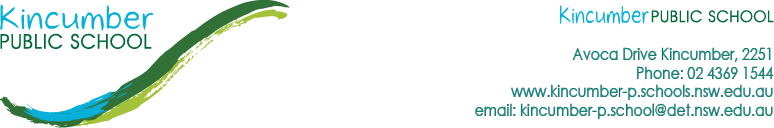 Kincumber
PUBLIC SCHOOL
Kincumber PUBLIC SCHOOL
Avoca Drive Kincumber, 2251
Phone: 02 4369 1544
www.kincumber-p.schools.nsw.edu.au
email: kincumber-p.school@det.nsw.edu.au